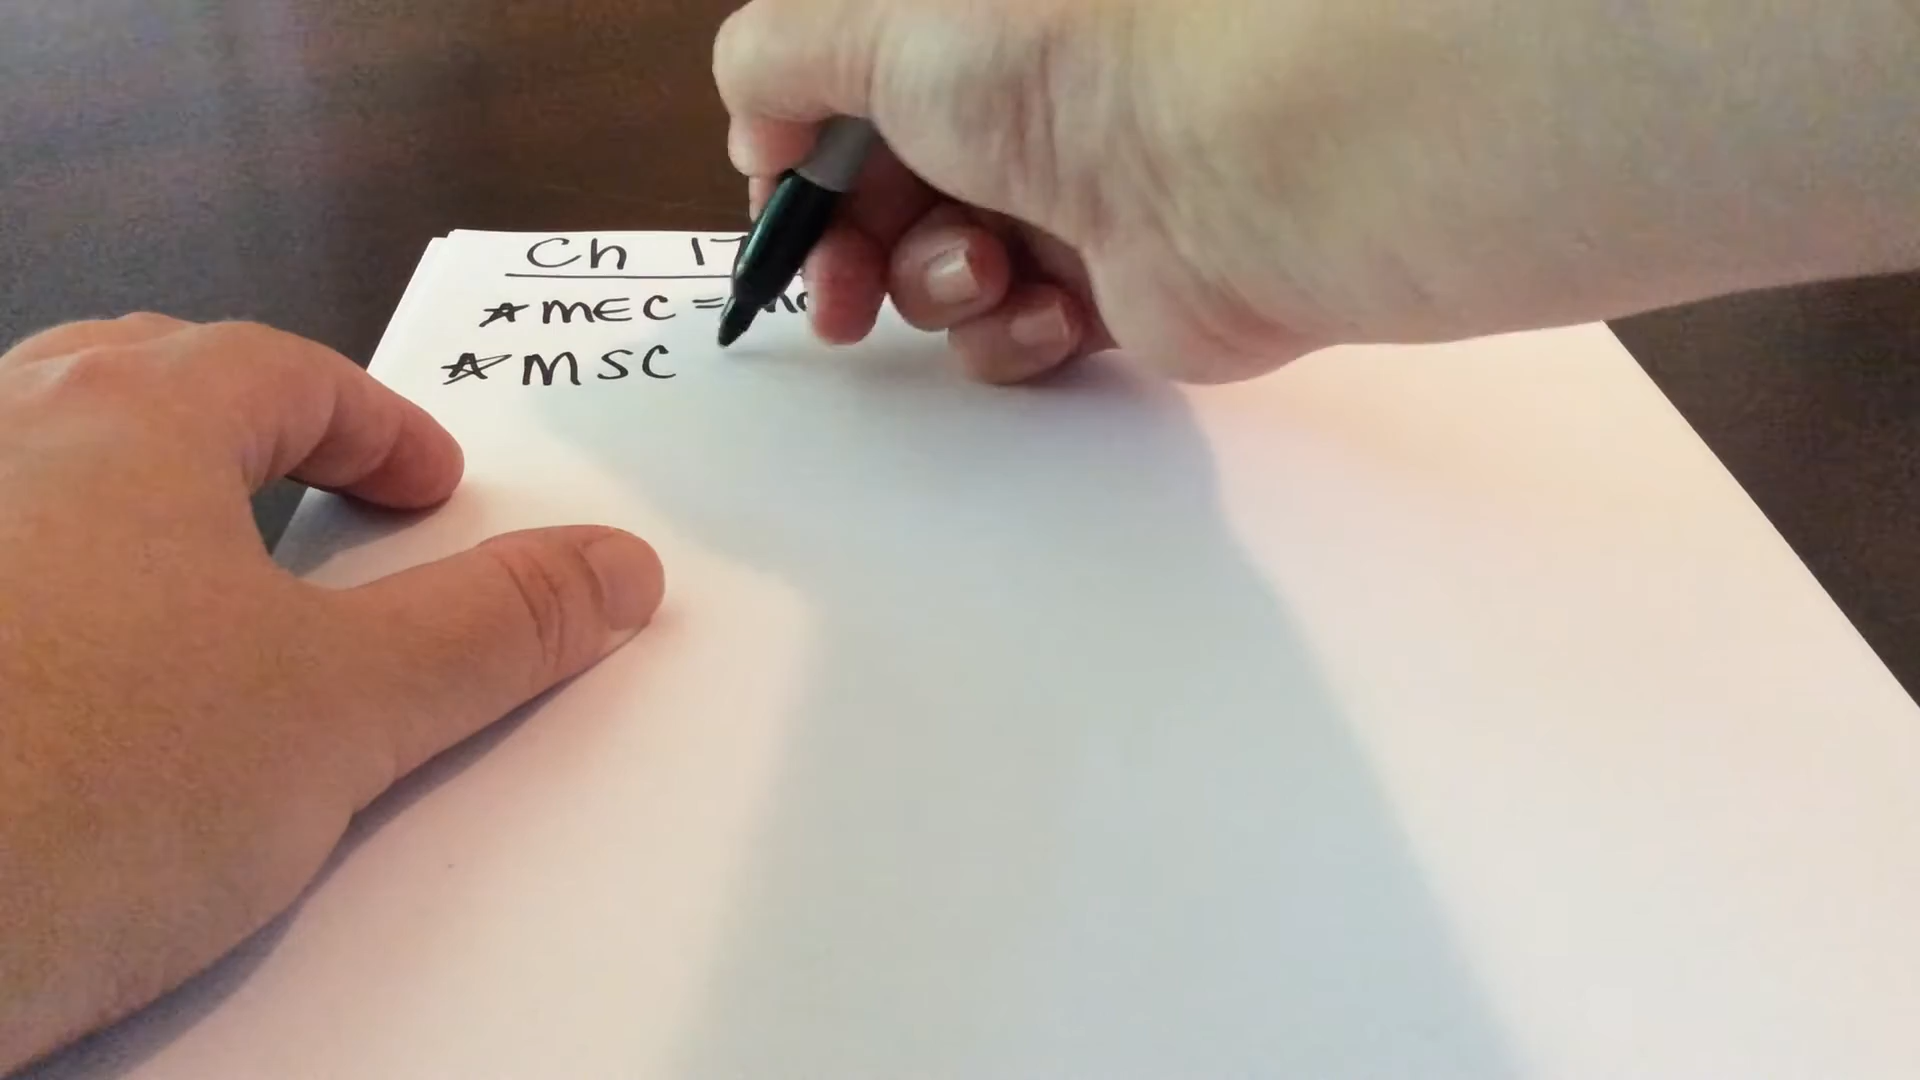 Ch 17
☆ MEC =
☆ MSC